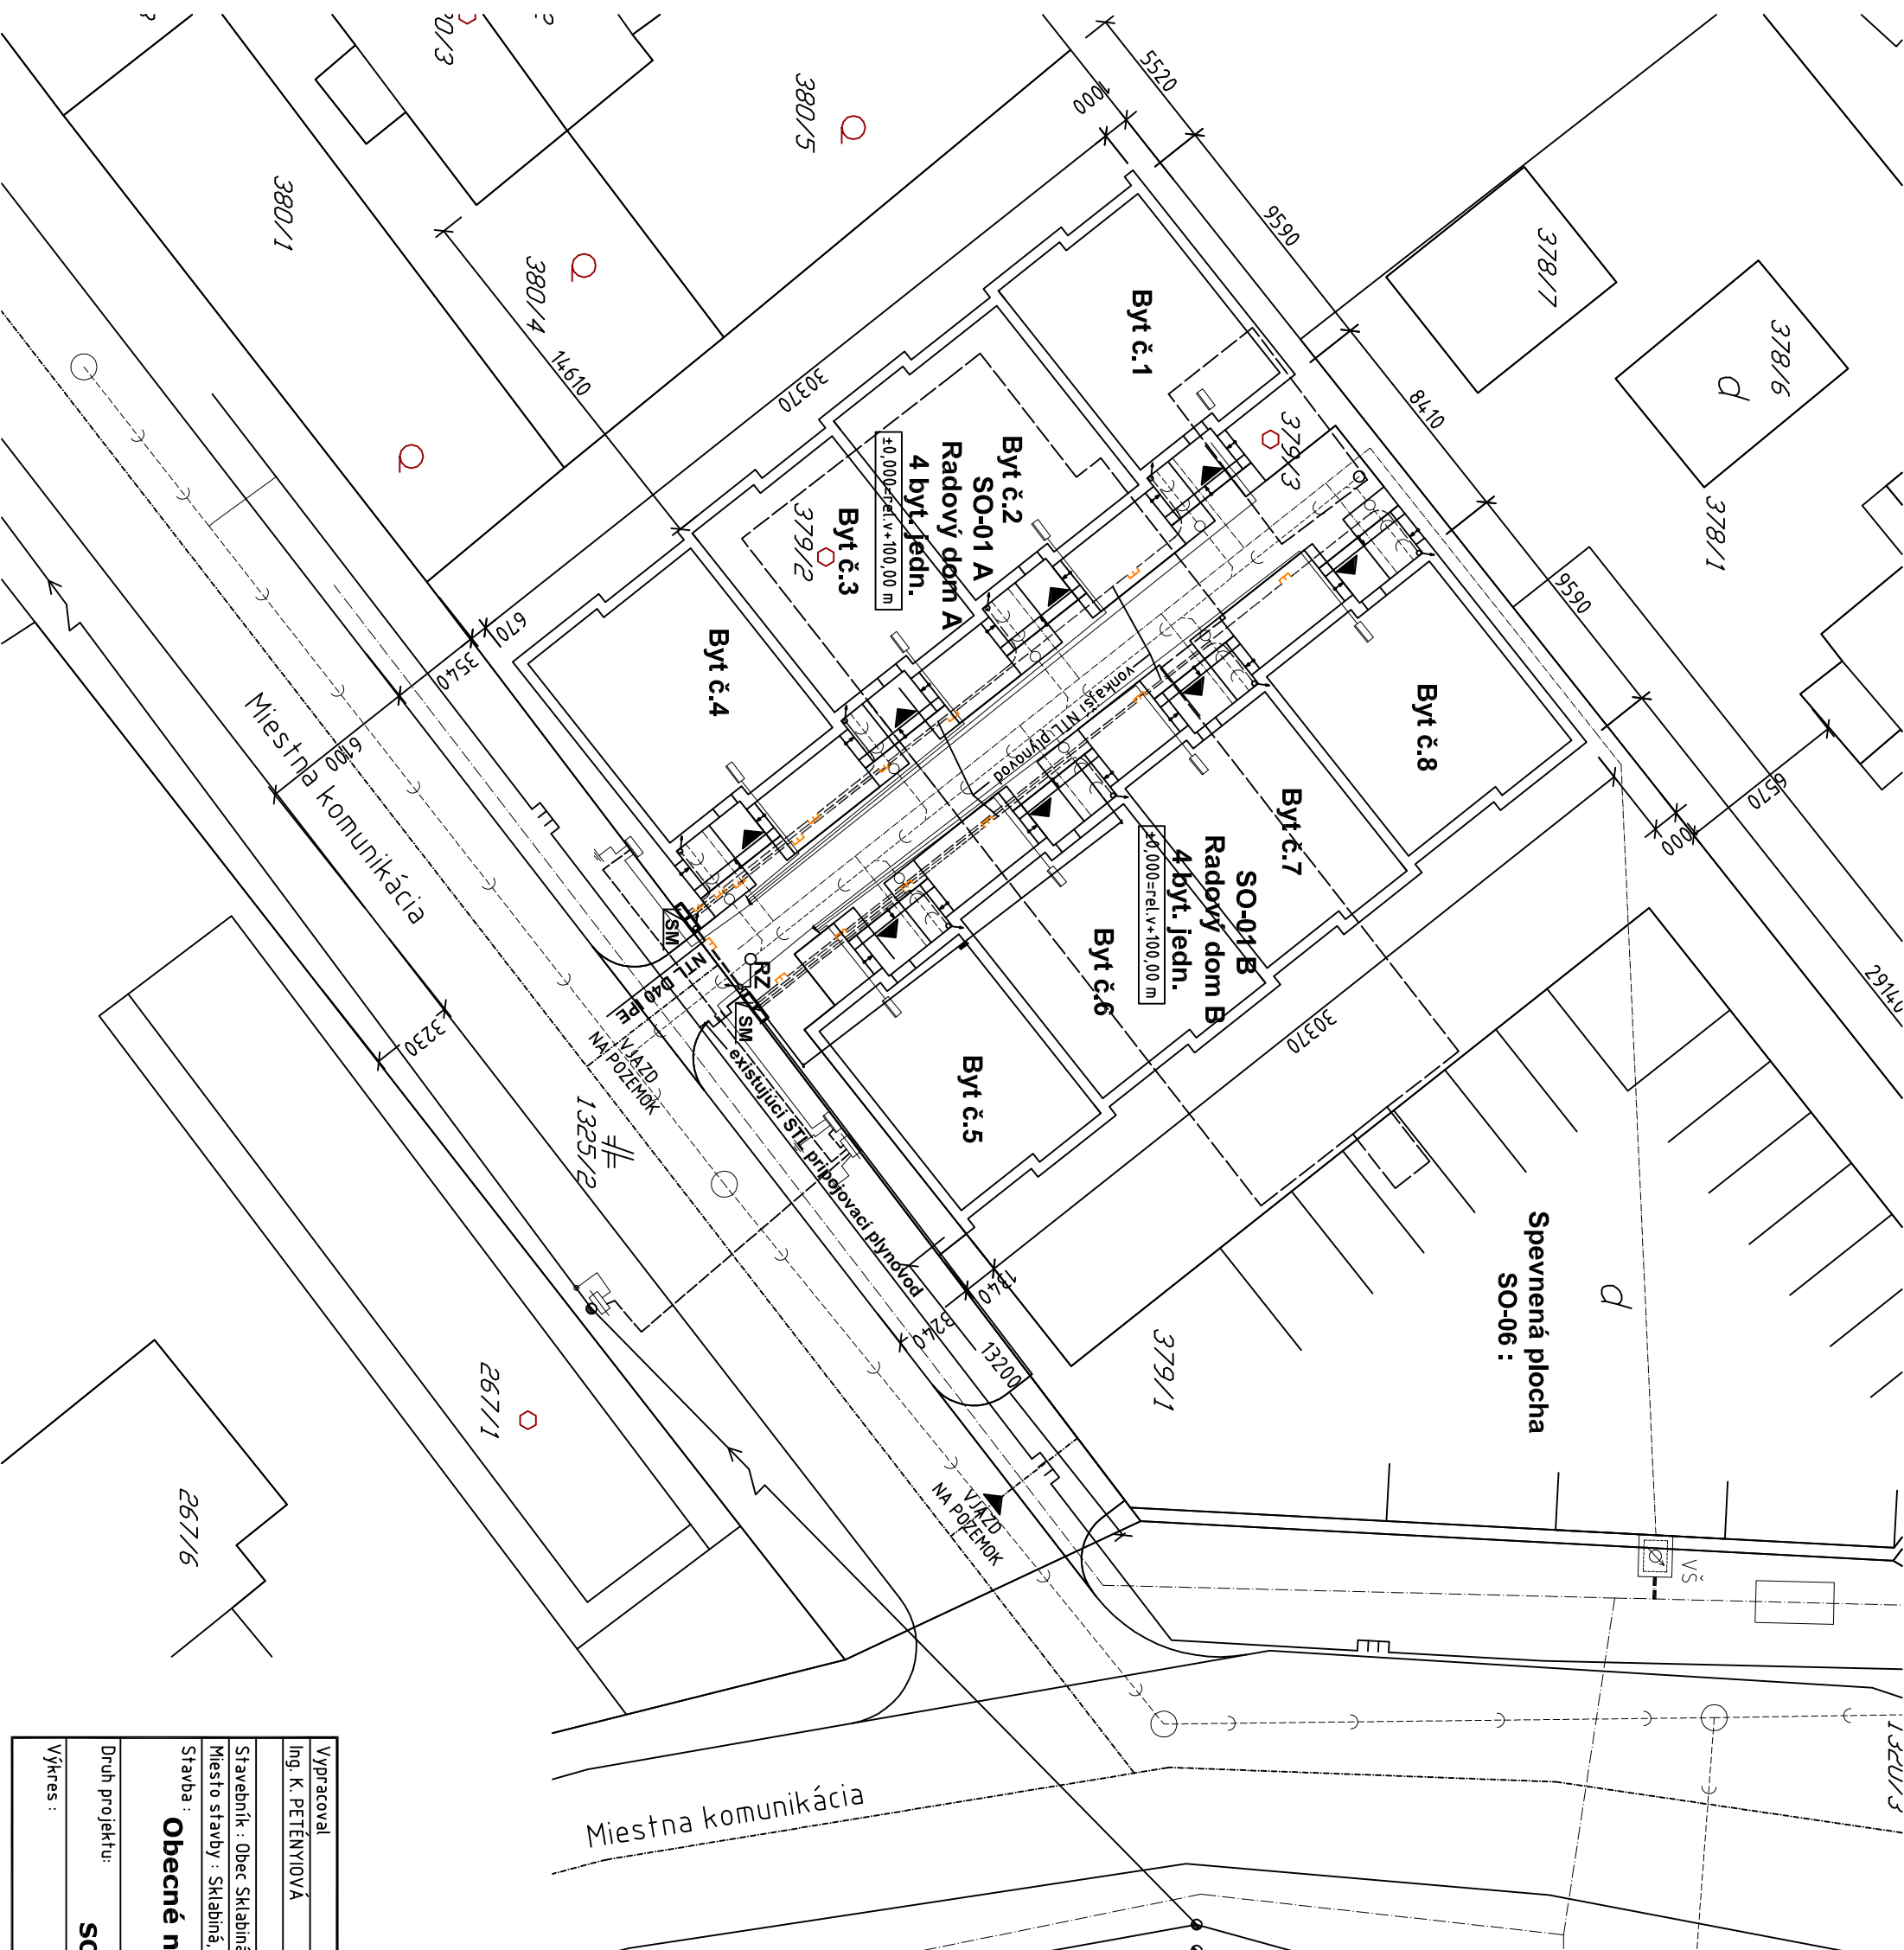 380/5
380/1
380/4
378/7
378/6
d
378/1
379/3
379/2
379/1
1325/2
267/1
267/6
5520
1000
9590
8410
9590
6570
1000
29140
30370
14610
670
3540
6100
3230
30370
1340
13200
Byt č.1
Byt č.2
SO-01 A
Radový dom A
4 byt. jedn.
±0,000=rel.v+100,00 m
Byt č.3
Byt č.4
Byt č.8
Byt č.7
SO-01 B
Radový dom B
4 byt. jedn.
±0,000=rel.v+100,00 m
Byt č.6
Byt č.5
vonkajší NTL plynovod
SM
RZ
SM
NTL D40 PE
existujúci STL pripojovací plynovod
VJAZD
NA POZEMOK
VJAZD
NA POZEMOK
Spevnená plocha
SO-06 :
d
VŠ
Miestna komunikácia
Miestna komunikácia
Vypracoval
Ing. K. PETÉNYIOVÁ
Stavebník : Obec Sklabiná
Miesto stavby : Sklabiná,
Stavba :
Obecné n
Druh projektu:
Výkres :